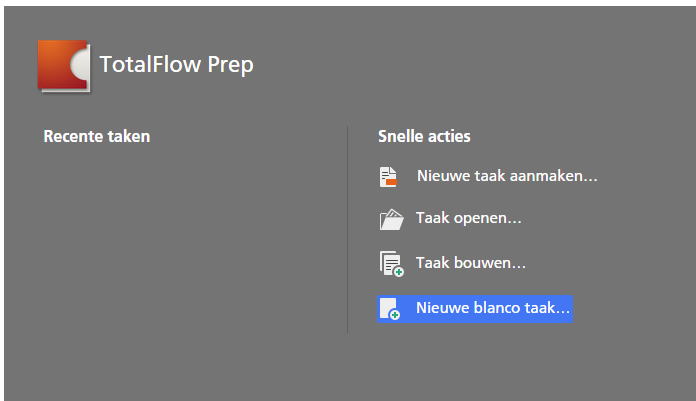 TotalFlow Prep
Recente taken
Snelle acties
Nieuwe taak aanmaken...
Taak openen...
Taak bouwen...
Nieuwe blanco taak...